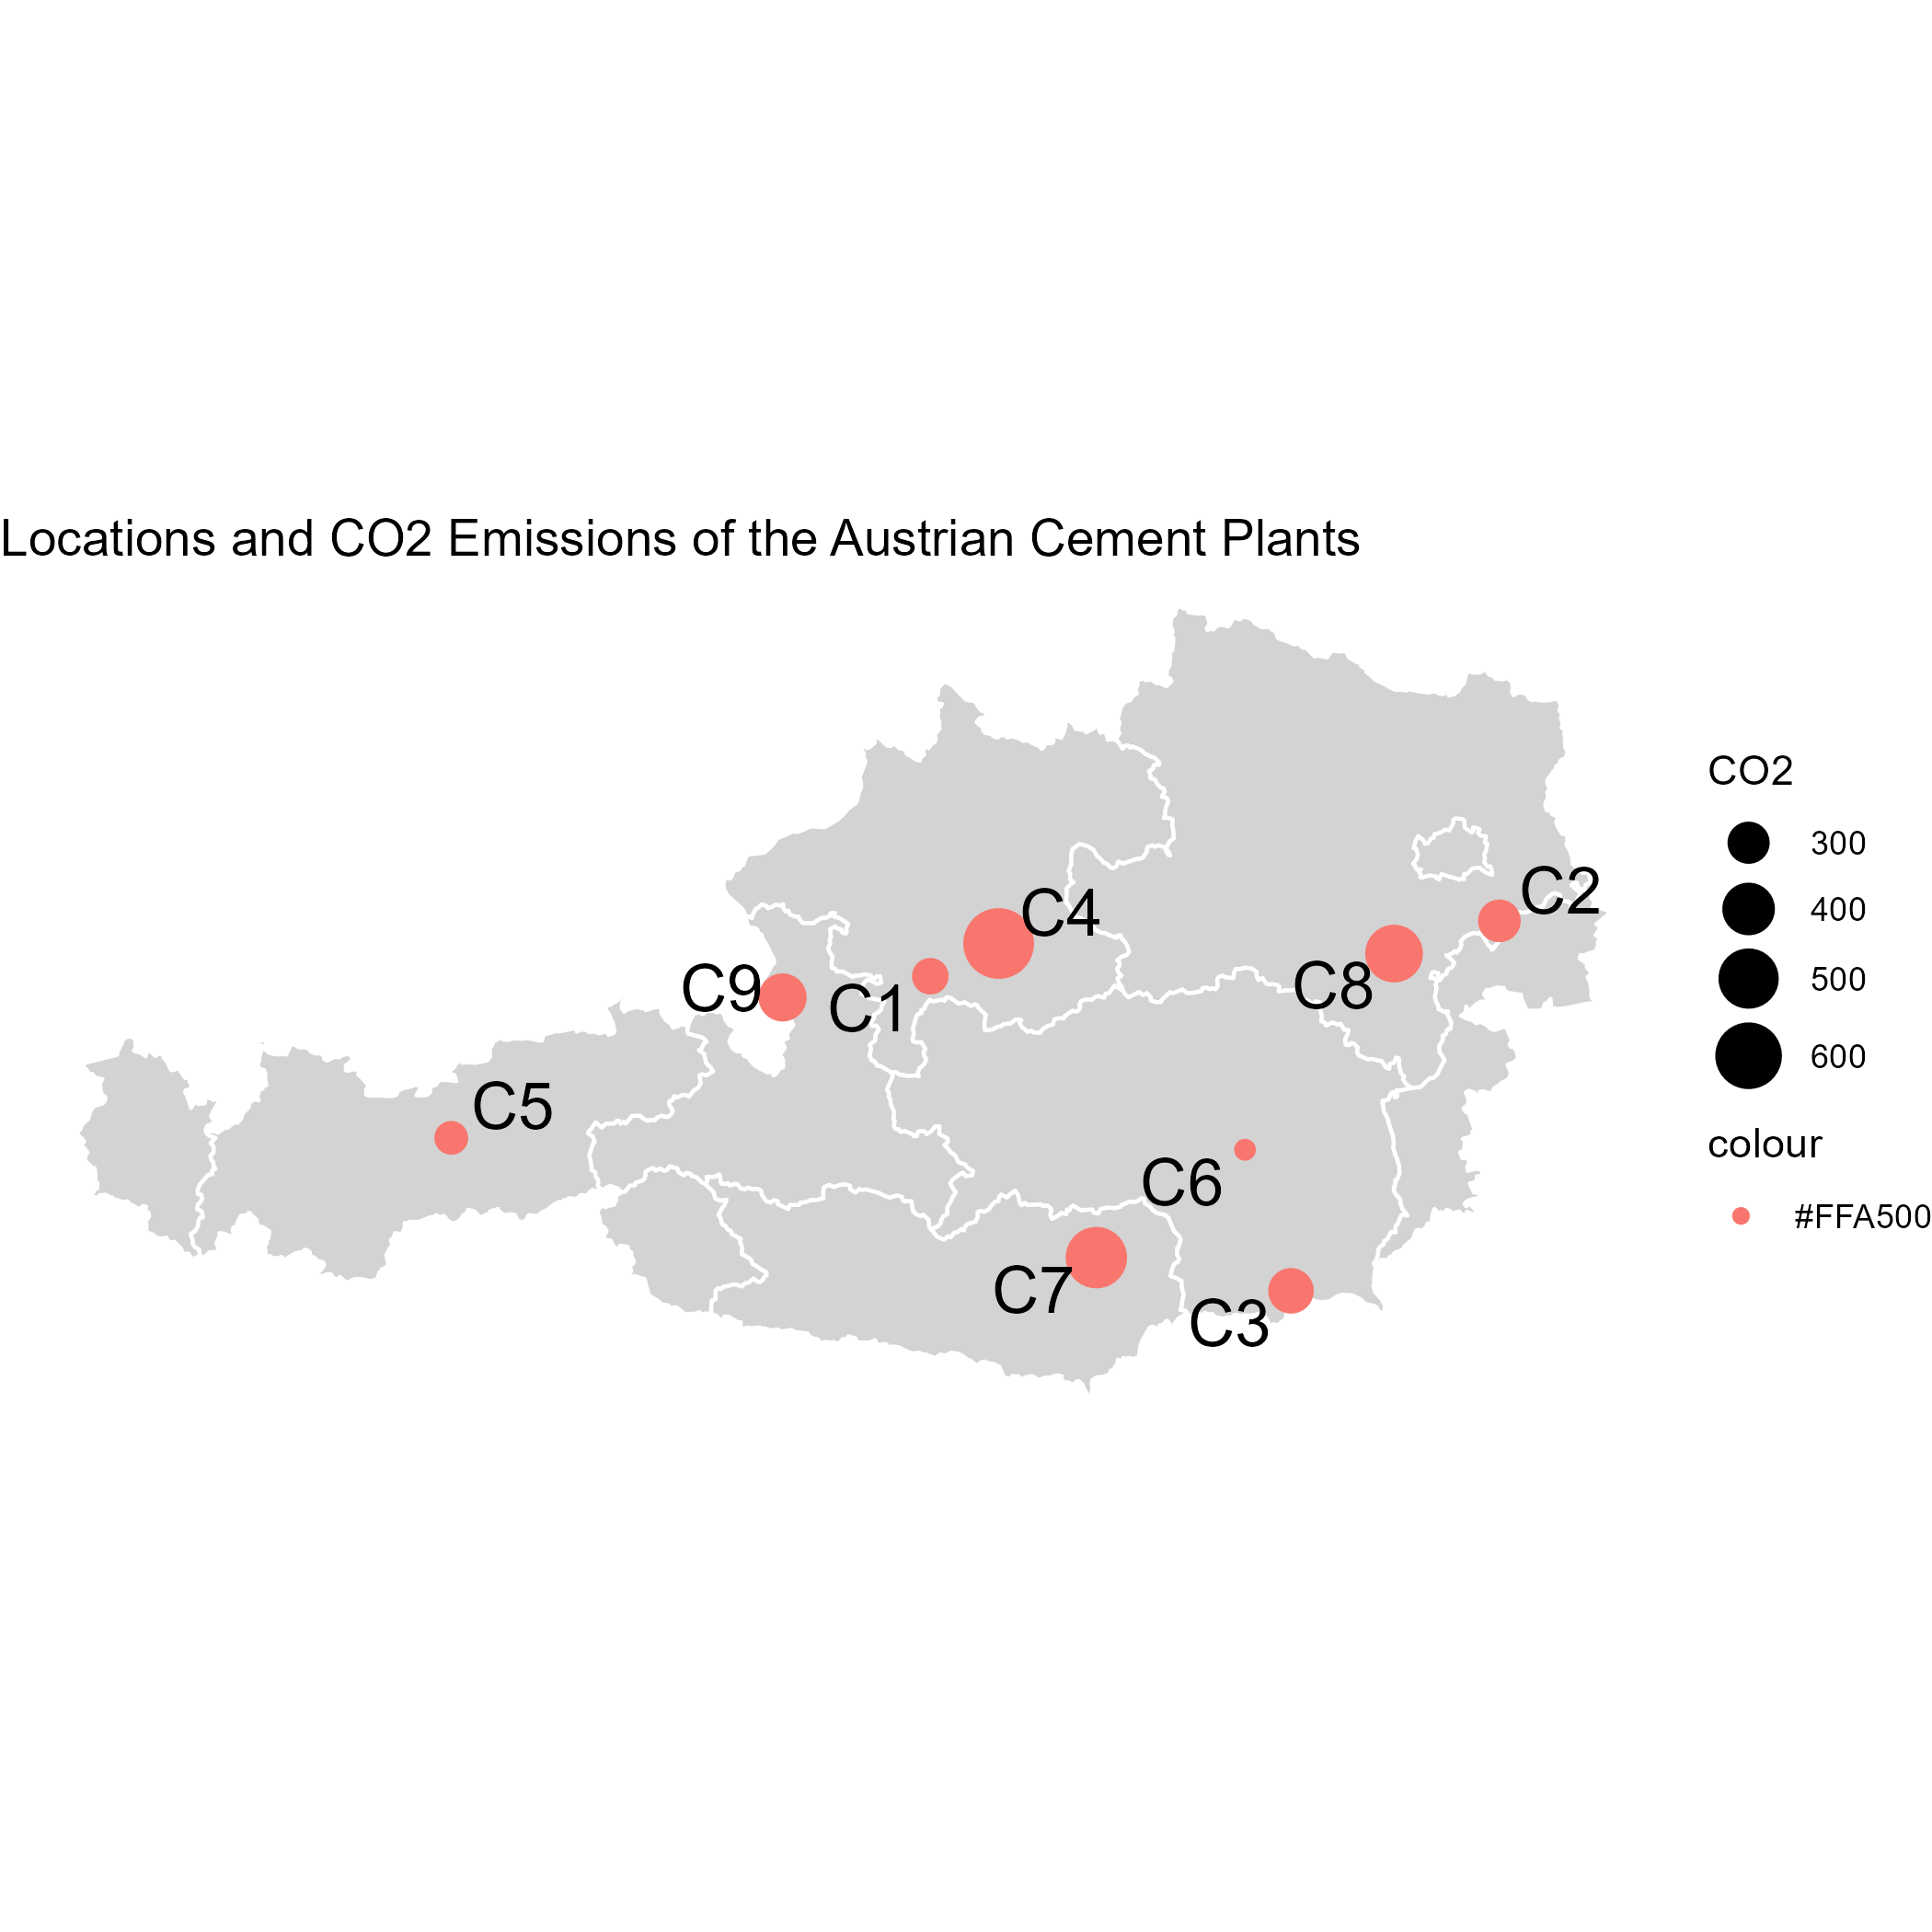 Locations and CO2 Emissions of the Austrian Cement Plants
CO2
300
400
500
600
colour
#FFA500
C2
C4
C8
C9
C1
C5
C6
C7
C3